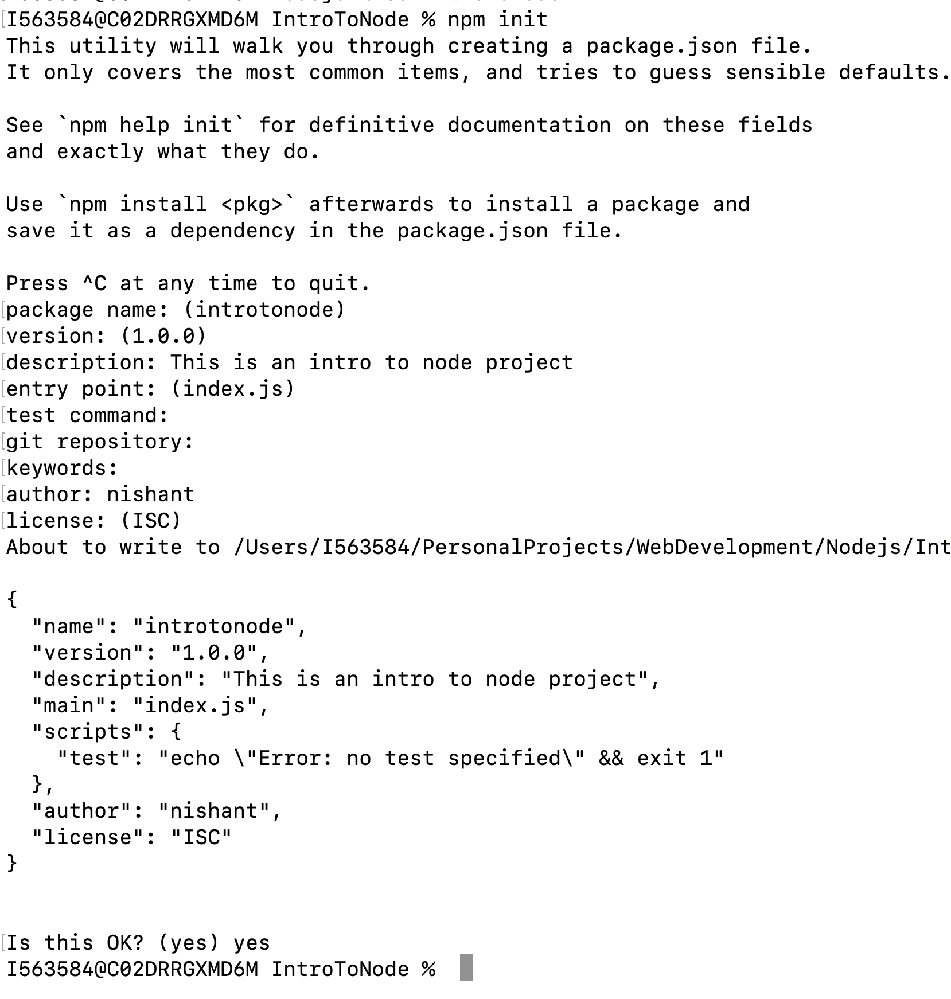 I563584@C02DRRGXMD6M IntroToNode % npm init
This utility will walk you through creating a package.json file.
It only covers the most common items, and tries to guess sensible defaults.
See `npm help init` for definitive documentation on these fields
and exactly what they do.
Use `npm install <pkg>` afterwards to install a package and
save it as a dependency in the package.json file.
Press ^C at any time to quit.
package name: (introtonode)
version: (1.0.0)
description: This is an intro to node project
entry point: (index.js)
test command:
git repository:
keywords:
author: nishant
license: (ISC)
About to write to /Users/I563584/PersonalProjects/WebDevelopment/Nodejs/Int
{
  "name": "introtonode",
  "version": "1.0.0",
  "description": "This is an intro to node project",
  "main": "index.js",
  "scripts": {
    "test": "echo \"Error: no test specified\" && exit 1"
  },
  "author": "nishant",
  "license": "ISC"
}
Is this OK? (yes) yes
I563584@C02DRRGXMD6M IntroToNode %